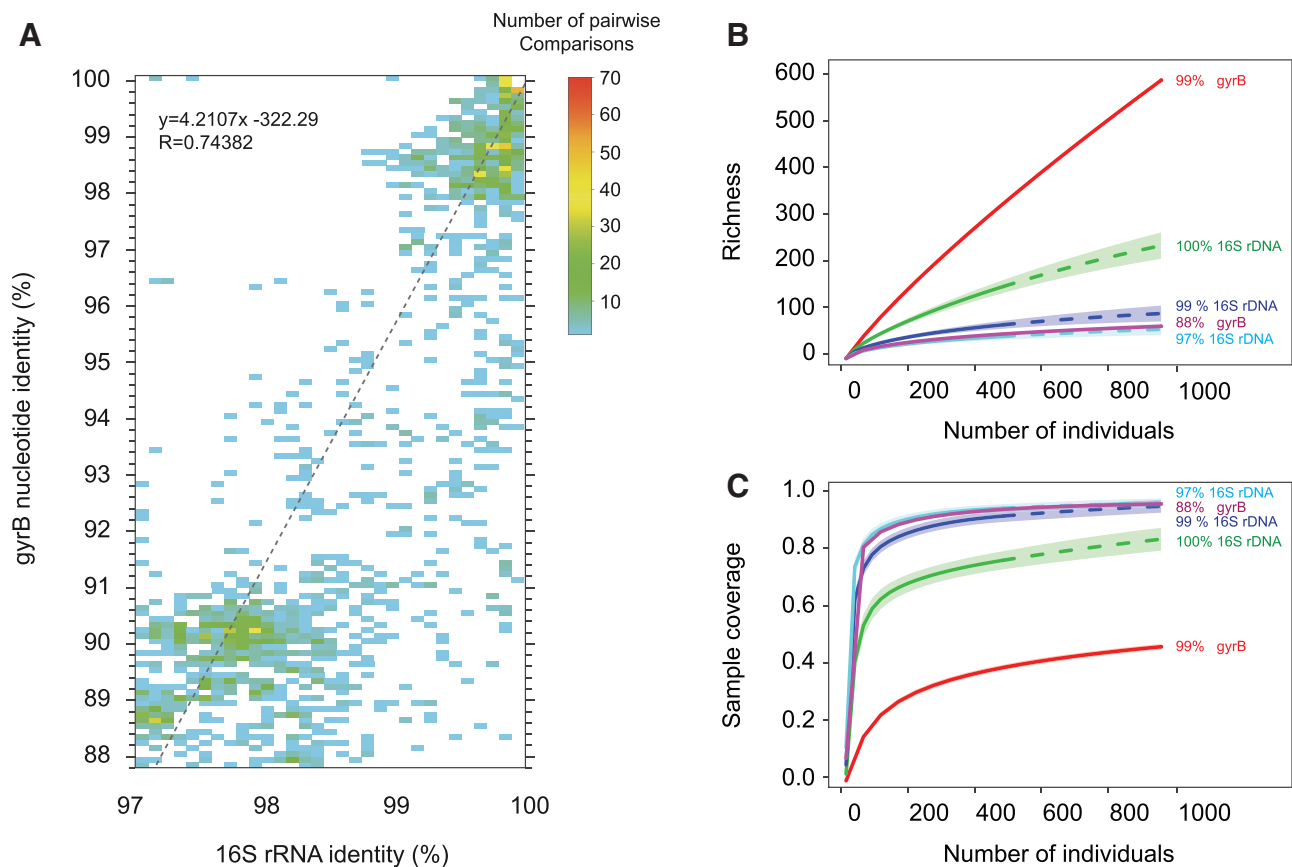 A
Number of pairwise
Comparisons
y=4.2107x -322.29
R=0.74382
gyrB nucleotide identity (%)
100
99
98
97
96
95
94
93
92
91
90
89
88
97
98
99
100
16S rRNA identity (%)
70
60
50
40
30
20
10
B
Richness
600
500
400
300
200
100
0
0
200
400
600
800
1000
Number of individuals
99% gyrB
100% 16S rDNA
99 % 16S rDNA
88% gyrB
97% 16S rDNA
C
Sample coverage
1.0
0.8
0.6
0.4
0.2
0.0
0
200
400
600
800
1000
Number of individuals
97% 16S rDNA
88% gyrB
99 % 16S rDNA
100% 16S rDNA
99% gyrB